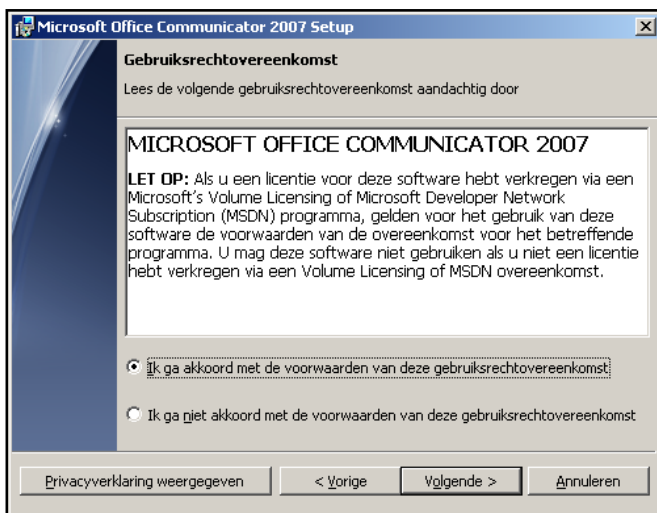 Microsoft Office Communicator 2007 Setup
Gebruiksrechtovereenkomst
Lees de volgende gebruiksrechtovereenkomst aandachtig door
MICROSOFT OFFICE COMMUNICATOR 2007
LET OP: Als u een licentie voor deze software hebt verkregen via een
Microsoft's Volume Licensing of Microsoft Developer Network
Subscription (MSDN) programma, gelden voor het gebruik van deze
software de voorwaarden van de overeenkomst voor het betreffende
programma. U mag deze software niet gebruiken als u niet een licentie
hebt verkregen via een Volume Licensing of MSDN overeenkomst.
Ik ga akkoord met de voorwaarden van deze gebruiksrechtovereenkomst
Ik ga niet akkoord met de voorwaarden van deze gebruiksrechtovereenkomst
Privacyverklaring weergegeven
< Vorige
Volgende >
Annuleren